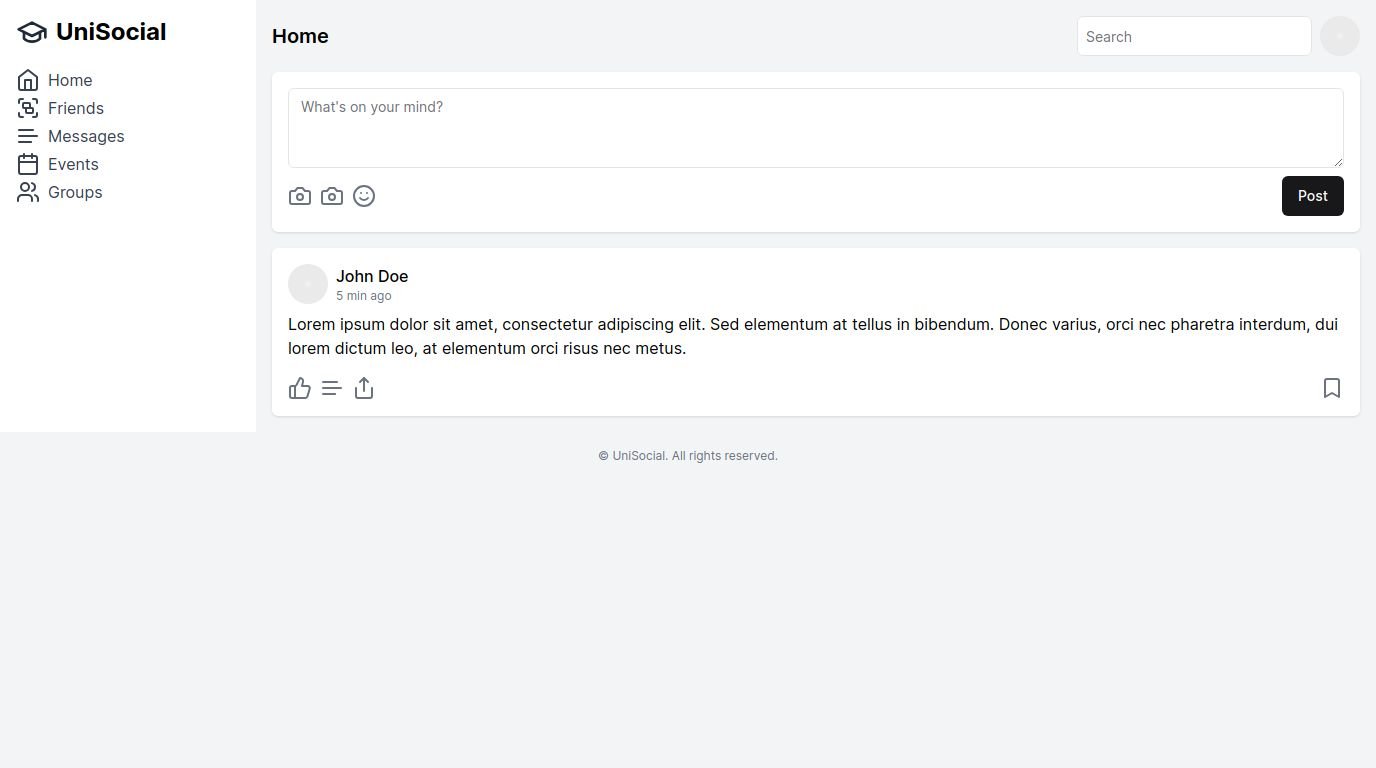 UniSocial
Home
Friends
Messages
Events
Groups
Home
Search
What's on your mind?
Post
John Doe
5 min ago
Lorem ipsum dolor sit amet, consectetur adipiscing elit. Sed elementum at tellus in bibendum. Donec varius, orci nec pharetra interdum, dui
lorem dictum leo, at elementum orci risus nec metus.
© UniSocial. All rights reserved.